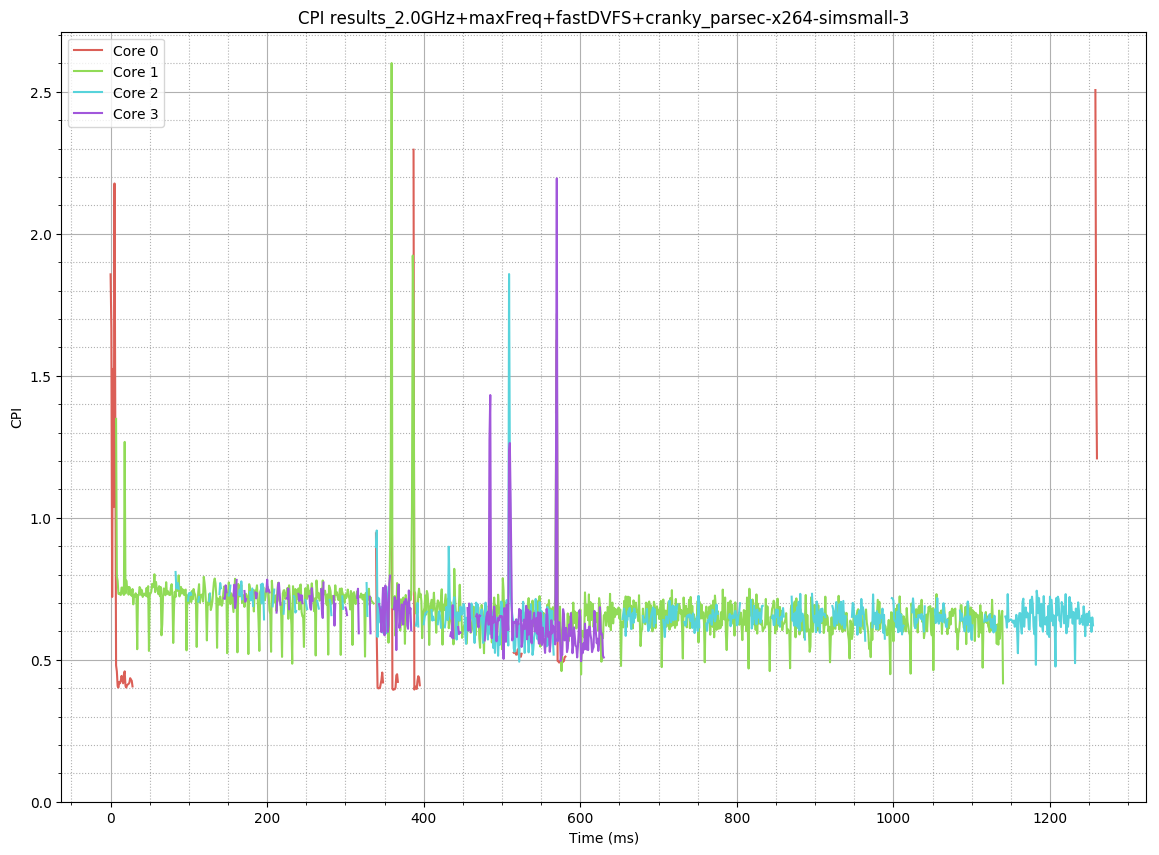 CPI results_2.0GHz+maxFreq+fastDVFS+cranky_parsec-x264-simsmall-3
Core 0
Core 1
Core 2
Core 3
CPI
2.5
2.0
1.5
1.0
0.5
0.0
0 200 400 600 800 1000 1200
Time (ms)